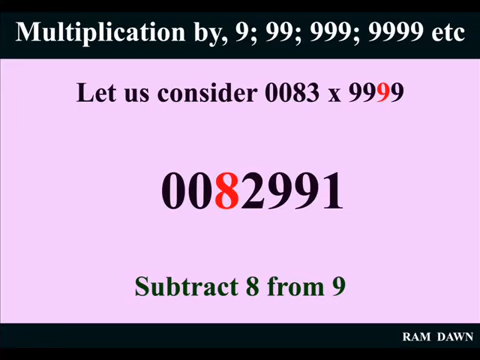 Multiplication by, 9; 99; 999; 9999 etc
Let us consider 0083 x 9999
0082991
Subtract 8 from 9
RAM DAWN